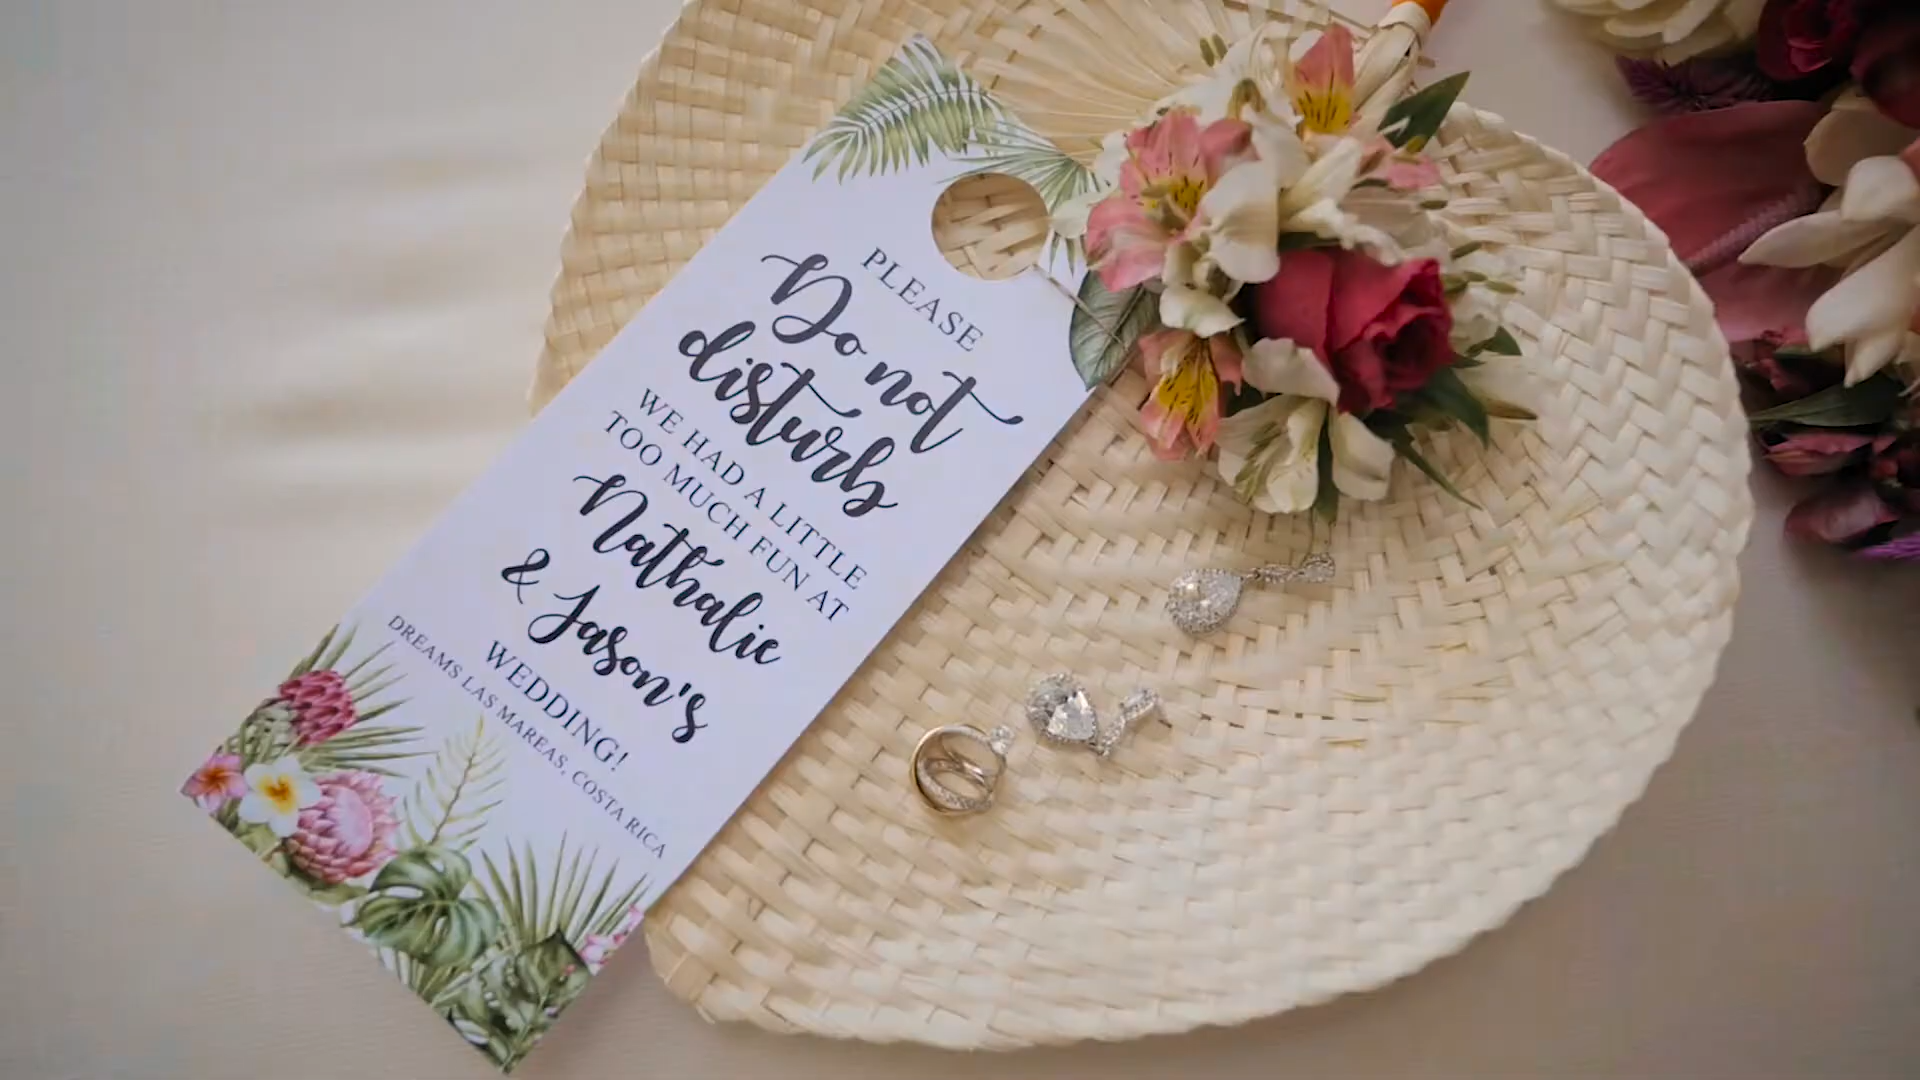 PLEASE
Do not
disturb
WE HAD A LITTLE
TOO MUCH FUN AT
Nathalie
& Jason's
WEDDING!
DREAMS LAS MAREAS, COSTA RICA